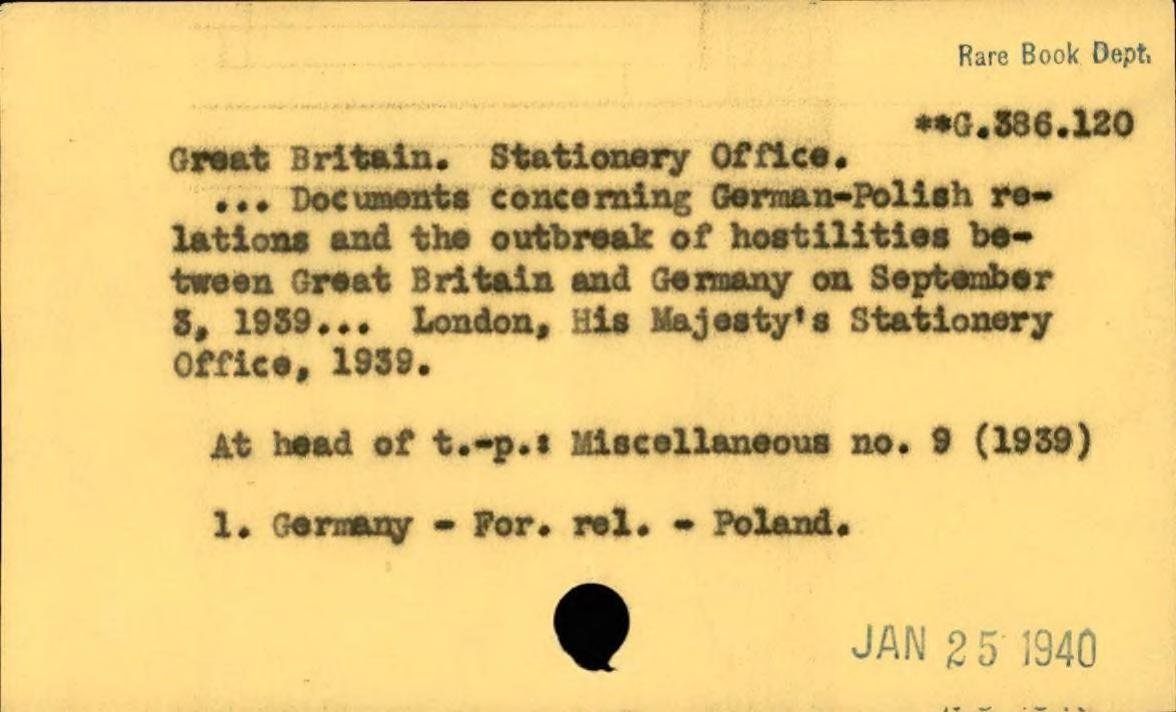 Rare Book Dept.
**G.386.120
Great Britain. Stationery Office.
... Documents concerning German-Polish re-
lations and the outbreak of hostilities be-
tween Great Britain and Germany on September
3, 1939... London, His Majesty's Stationery
Office, 1939.
At head of t.-p.: Miscellaneous no. 9 (1939)
1. Germany - For. rel. - Poland.
JAN 25 1940